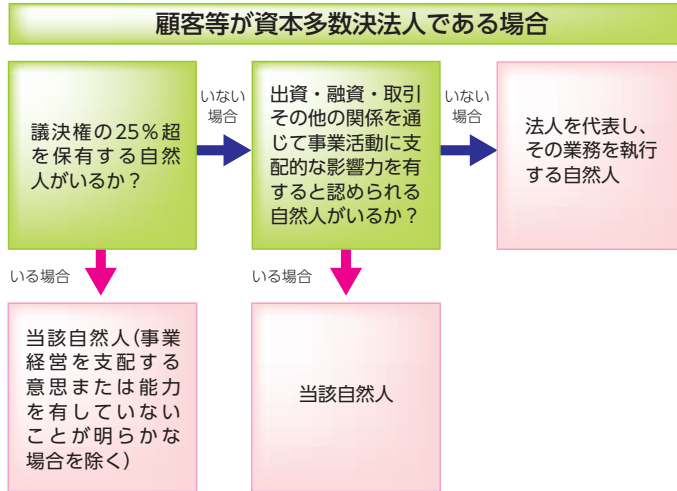 顧客等が資本多数決法人である場合
議決権の25％超
を保有する自然
人がいるか？
いない
場合
出資・融資・取引
その他の関係を通
じて事業活動に支
配的な影響力を有
すると認められる
自然人がいるか？
いない
場合
法人を代表し、
その業務を執行
する自然人
いる場合
いる場合
当該自然人(事業
経営を支配する
意思または能力
を有していない
ことが明らかな
場合を除く)
当該自然人